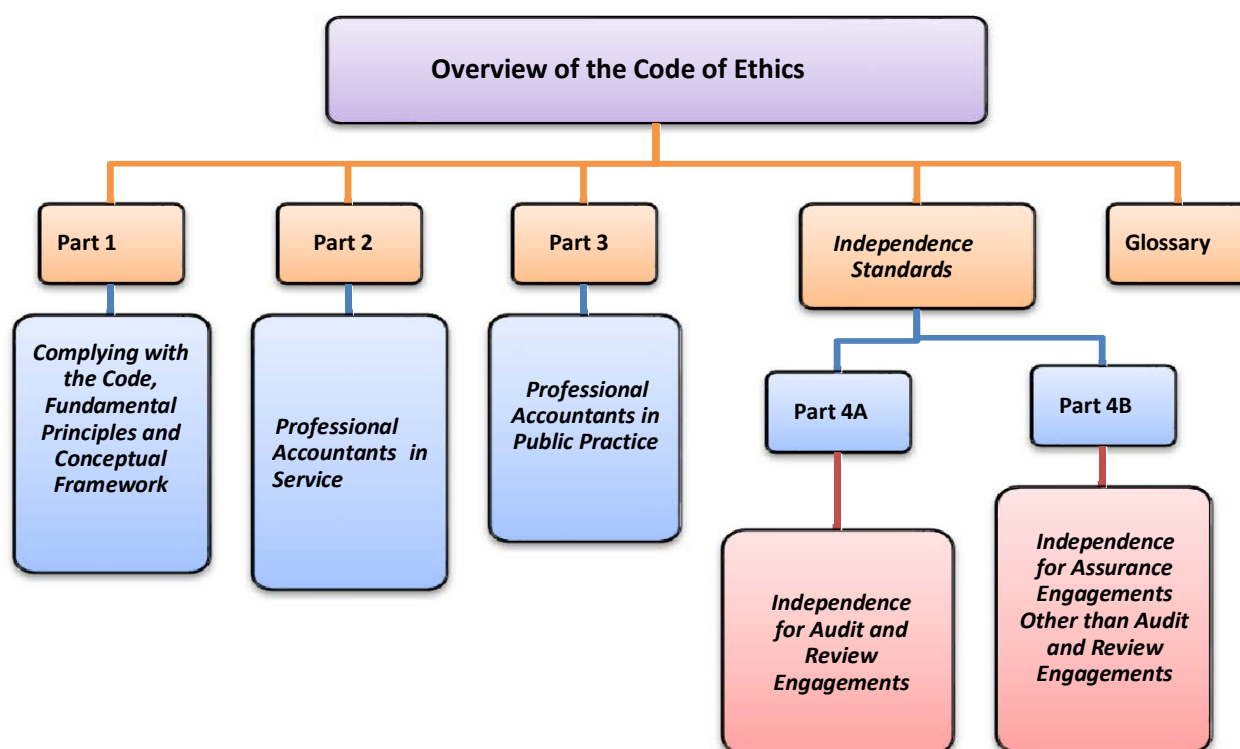 Overview of the Code of Ethics
Part 1
Part 2
Part 3
Independence
Standards
Glossary
Complying with
the Code,
Fundamental
Principles and
Conceptual
Framework
Professional
Accountants in
Service
Professional
Accountants in
Public Practice
Part 4A
Part 4B
Independence
for Audit and
Review
Engagements
Independence
for Assurance
Engagements
Other than Audit
and Review
Engagements